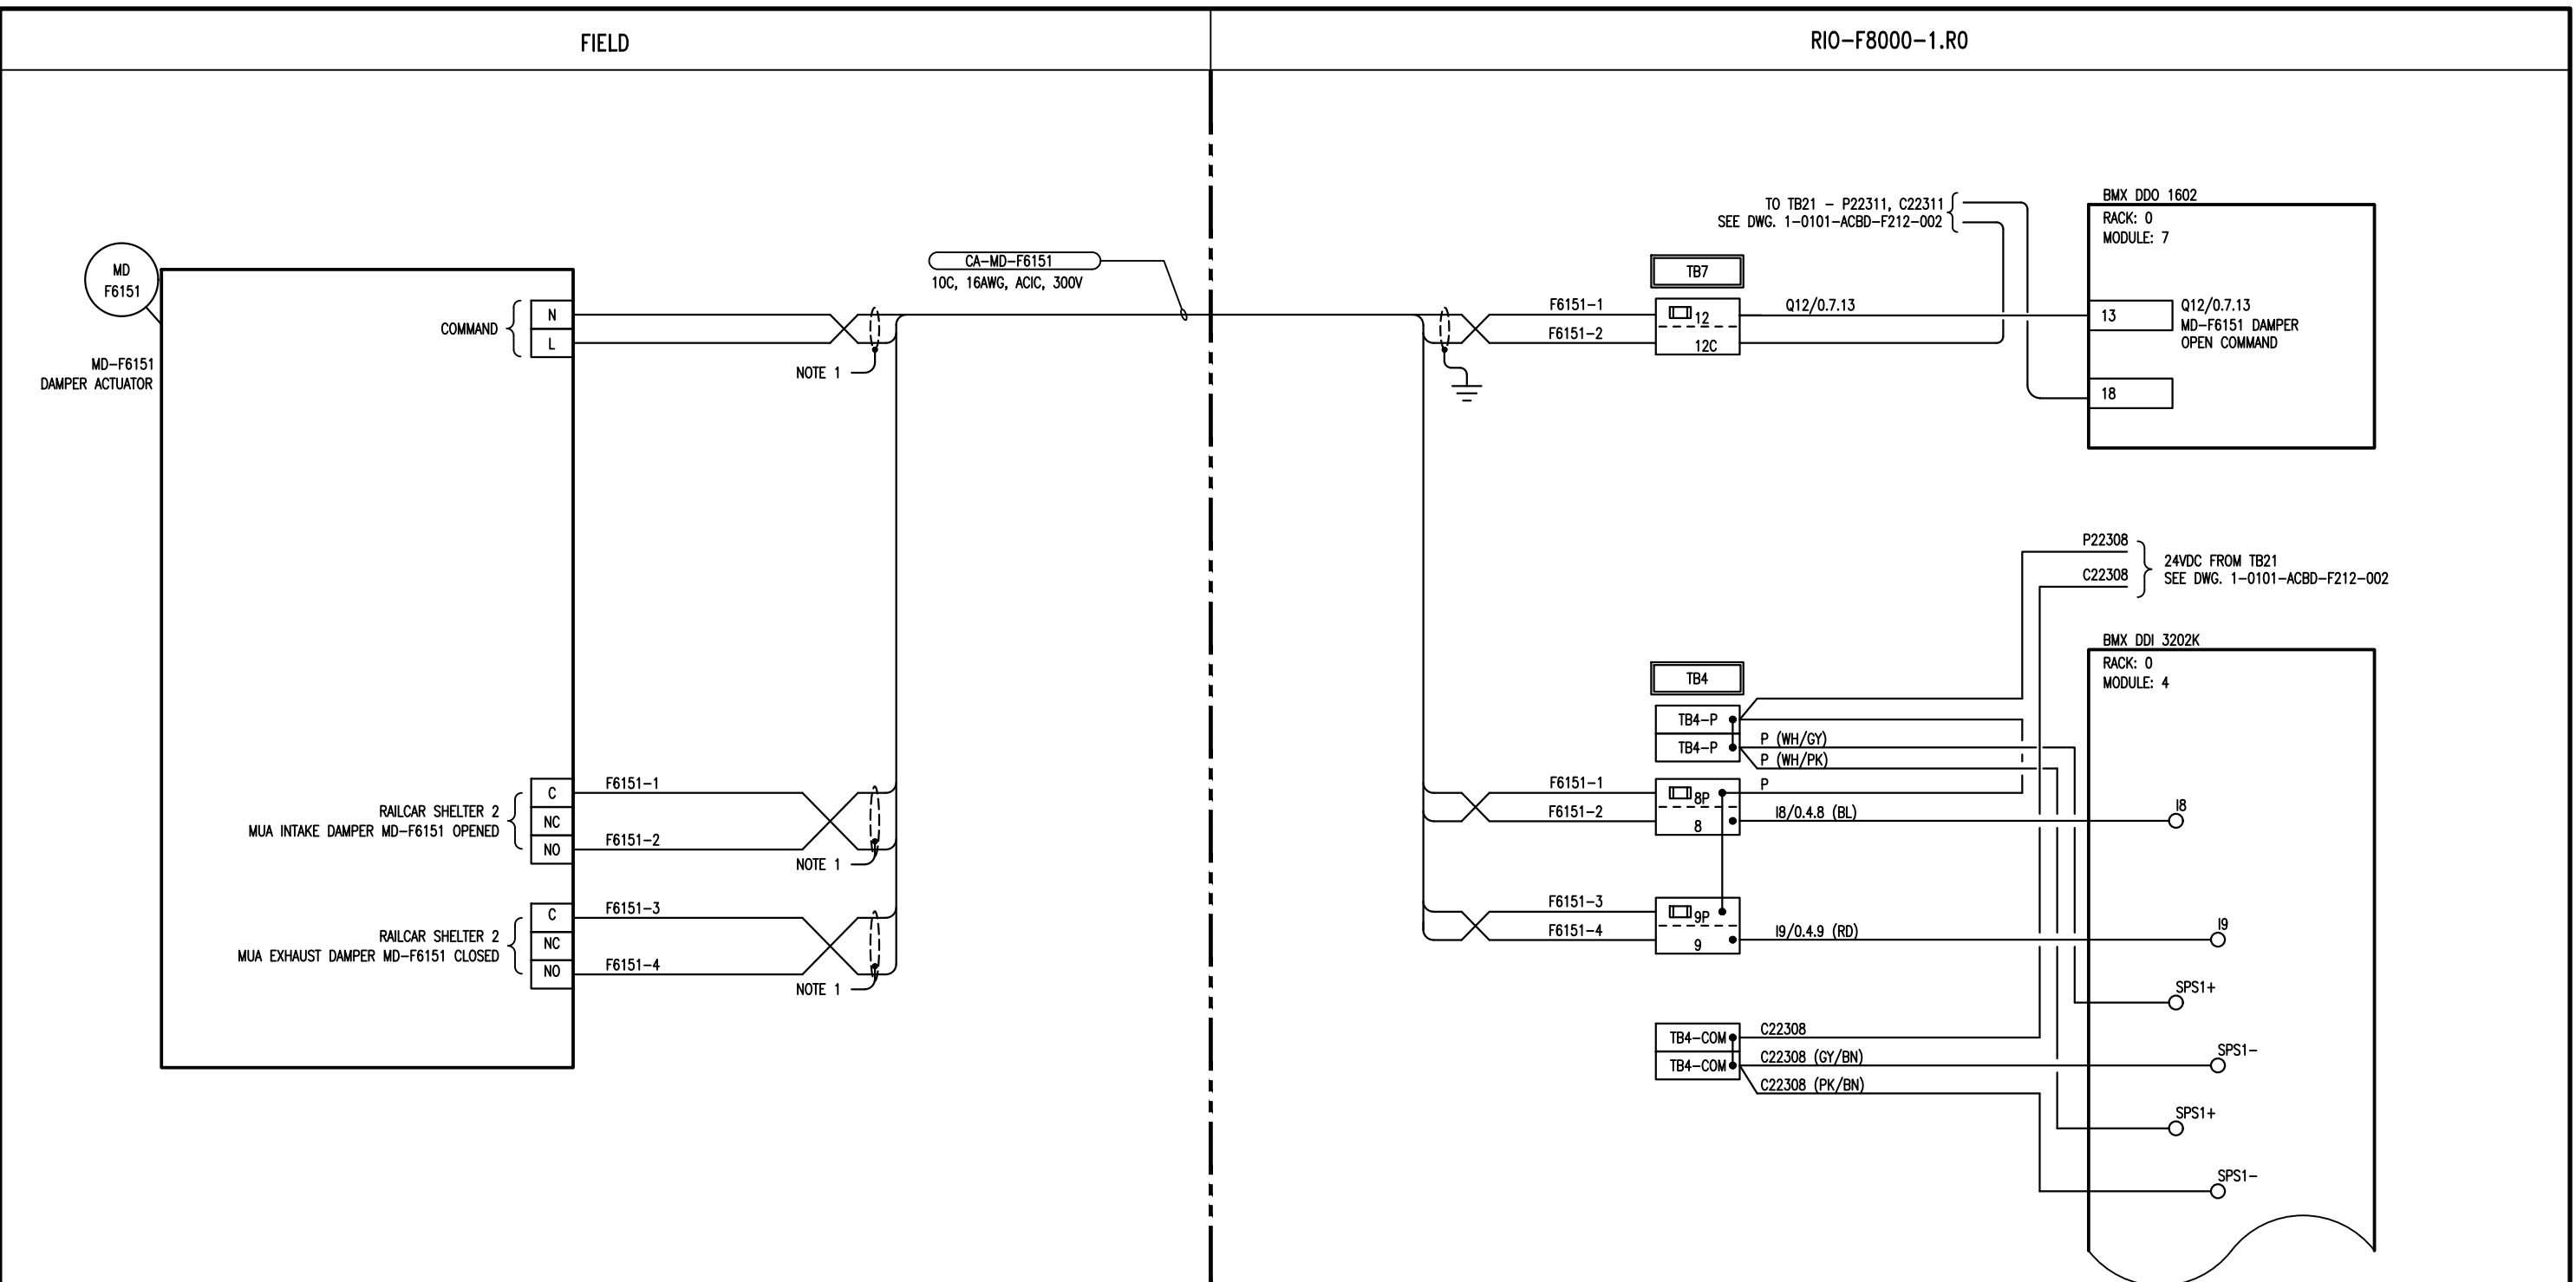 FIELD
RIO-F8000-1.R0
MD
F6151
MD-F6151
DAMPER ACTUATOR
COMMAND
N
L
NOTE 1
CA-MD-F6151
10C, 16AWG, ACIC, 300V
TO TB21 - P22311, C22311
SEE DWG. 1-0101-ACBD-F212-002
TB7
F6151-1
F6151-2
12
12C
Q12/0.7.13
BMX DDO 1602
RACK: 0
MODULE: 7
13
Q12/0.7.13
MD-F6151 DAMPER
OPEN COMMAND
18
P22308
C22308
24VDC FROM TB21
SEE DWG. 1-0101-ACBD-F212-002
BMX DDI 3202K
RACK: 0
MODULE: 4
TB4
TB4-P
TB4-P
P (WH/GY)
P (WH/PK)
P
RAILCAR SHELTER 2
MUA INTAKE DAMPER MD-F6151 OPENED
C
NC
NO
F6151-1
F6151-2
NOTE 1
F6151-1
F6151-2
8P
8
I8/0.4.8 (BL)
I8
RAILCAR SHELTER 2
MUA EXHAUST DAMPER MD-F6151 CLOSED
C
NC
NO
F6151-3
F6151-4
NOTE 1
F6151-3
F6151-4
9P
9
I9/0.4.9 (RD)
I9
SPS1+
TB4-COM
TB4-COM
C22308
C22308 (GY/BN)
C22308 (PK/BN)
SPS1-
SPS1+
SPS1-